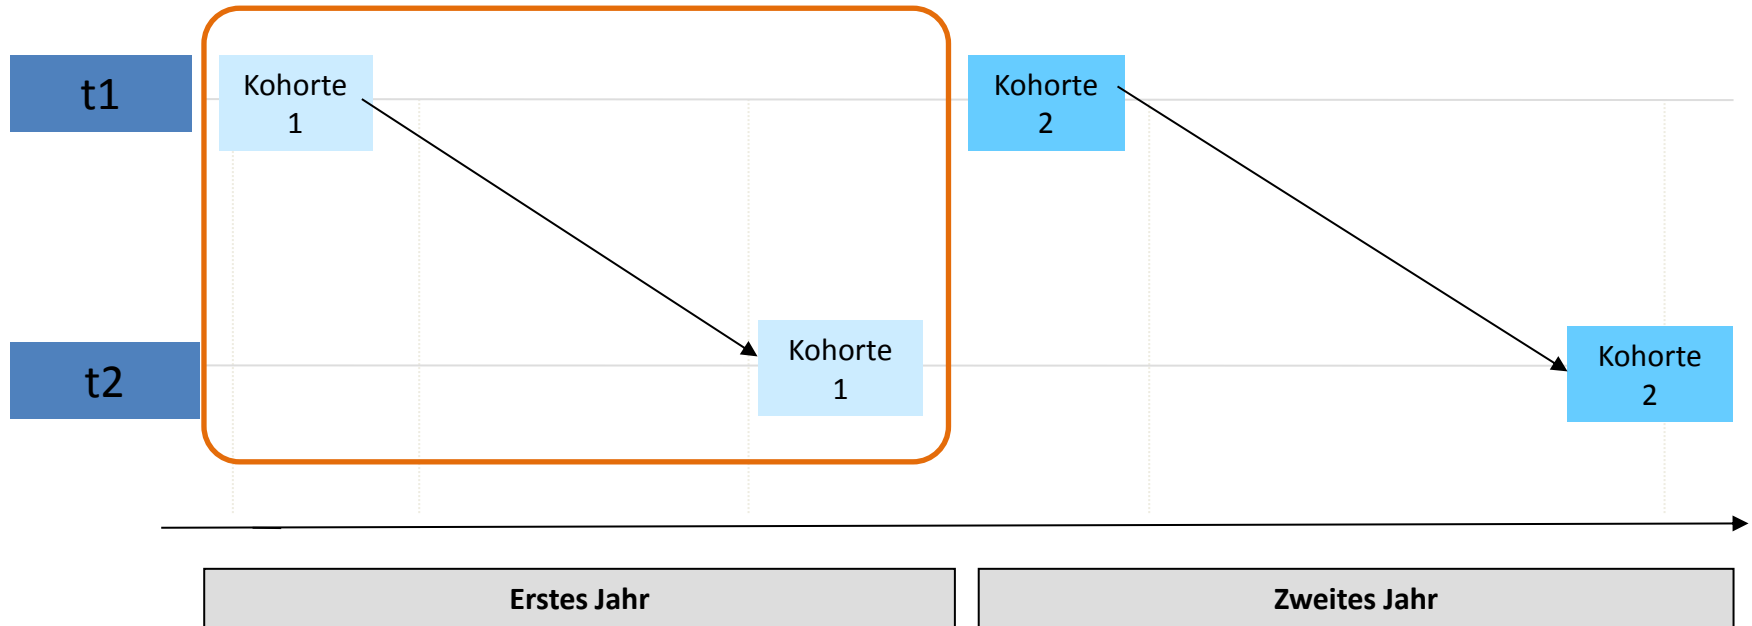 t1
Kohorte
1
Kohorte
2
t2
Kohorte
1
Kohorte
2
Erstes Jahr
Zweites Jahr